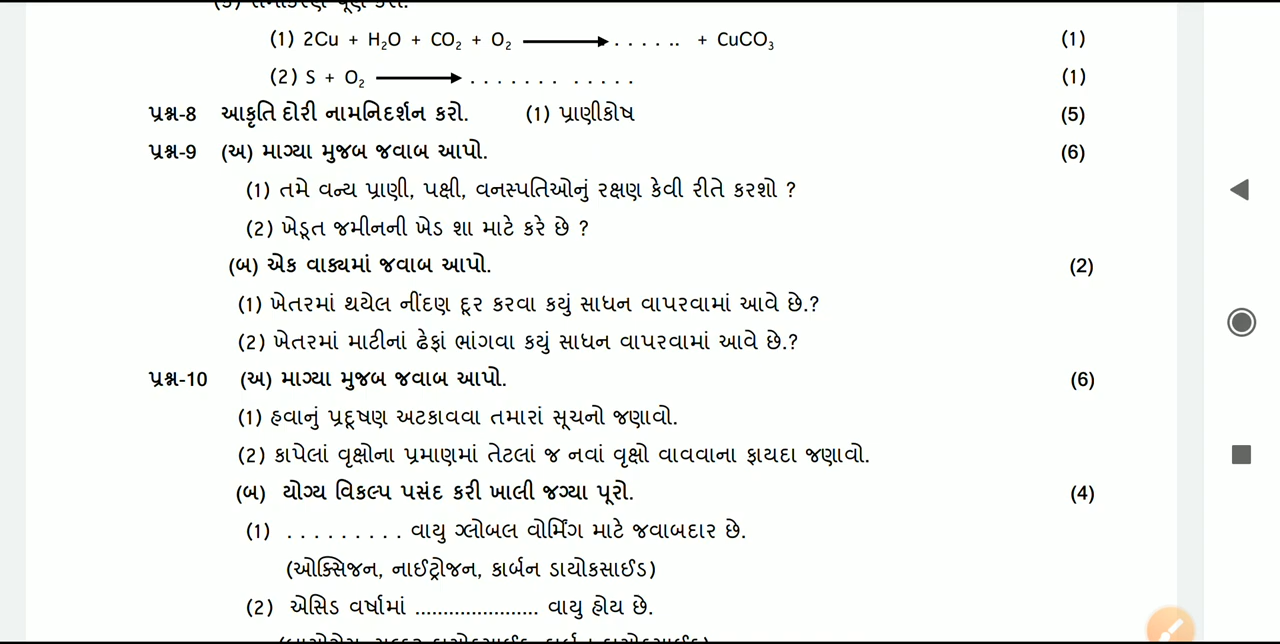 (1) 2Cu + H₂O + CO₂ + O₂ ⟶ . . . . .. + CuCO₃ (1)
(2) S + O₂ ⟶ . . . . . . . . . . . . (1)
પ્રશ્ન-8 આકૃતિ દોરી નામનિદર્શન કરો. (1) પ્રાણીકોષ (5)
પ્રશ્ન-9 (અ) માગ્યા મુજબ જવાબ આપો. (6)
(1) તમે વન્ય પ્રાણી, પક્ષી, વનસ્પતિઓનું રક્ષણ કેવી રીતે કરશો ?
(2) ખેડૂત જમીનની ખેડ શા માટે કરે છે ?
(બ) એક વાક્યમાં જવાબ આપો. (2)
(1) ખેતરમાં થયેલ નીંદણ દૂર કરવા કયું સાધન વાપરવામાં આવે છે.?
(2) ખેતરમાં માટીનાં ઢેફાં ભાંગવા કયું સાધન વાપરવામાં આવે છે.?
પ્રશ્ન-10 (અ) માગ્યા મુજબ જવાબ આપો. (6)
(1) હવાનું પ્રદૂષણ અટકાવવા તમારાં સૂચનો જણાવો.
(2) કાપેલાં વૃક્ષોના પ્રમાણમાં તેટલાં જ નવાં વૃક્ષો વાવવાના ફાયદા જણાવો.
(બ) યોગ્ય વિકલ્પ પસંદ કરી ખાલી જગ્યા પૂરો. (4)
(1) . . . . . . . . . વાયુ ગ્લોબલ વોર્મિંગ માટે જવાબદાર છે.
(ઓક્સિજન, નાઈટ્રોજન, કાર્બન ડાયોકસાઈડ)
(2) એસિડ વર્ષામાં ...................... વાયુ હોય છે.